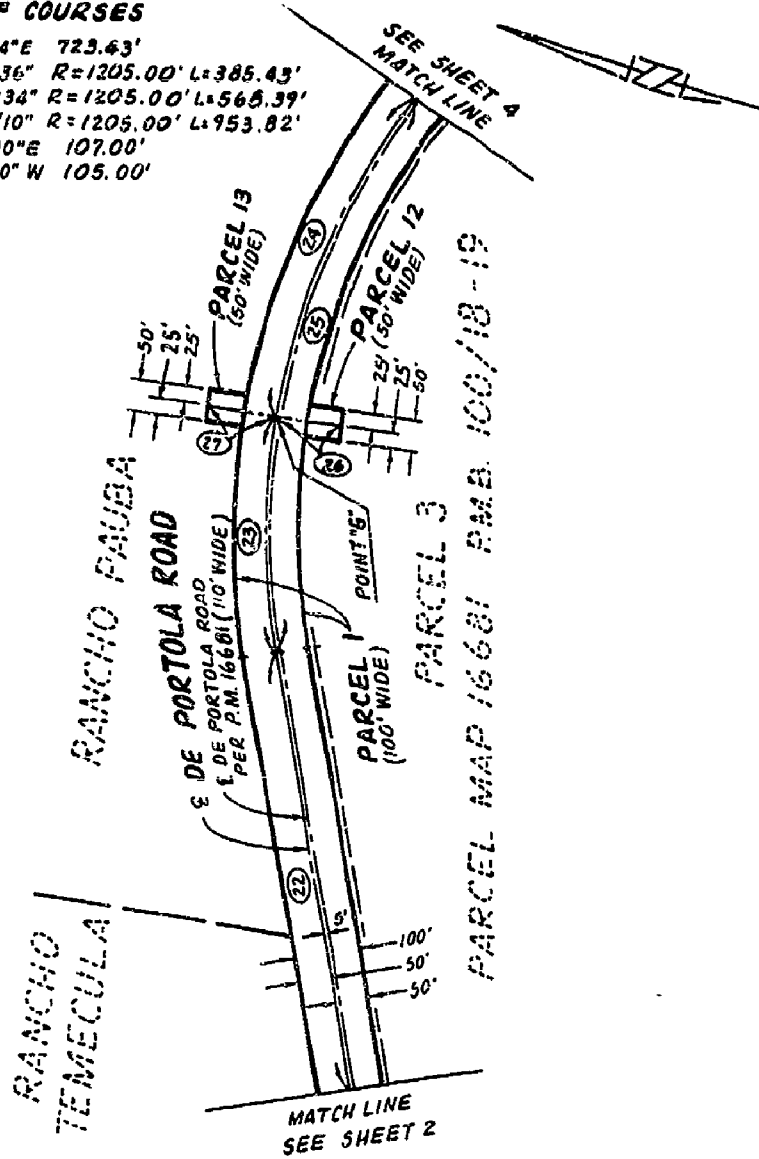 COURSES
4"E 723.63'
36" R=1205.00' L=385.43'
34" R=1205.00' L=568.39'
10" R=1205.00' L=953.82'
0"E 107.00'
0" W 105.00'
SEE SHEET 4
MATCH LINE
24
PARCEL 13
(50' WIDE)
PARCEL 12
(50' WIDE)
25
50'
25'
25'
25'
25'
50'
27
26
RANCHO PAUBA
23
POINT "G"
℄ DE PORTOLA ROAD
℄ DE PORTOLA ROAD
PER P.M. 16681 (110' WIDE)
PARCEL 1
(100' WIDE)
PARCEL 3
PARCEL MAP 16681 P.M.B. 100/18-19
22
5'
100'
50'
50'
RANCHO
TEMECULA
MATCH LINE
SEE SHEET 2